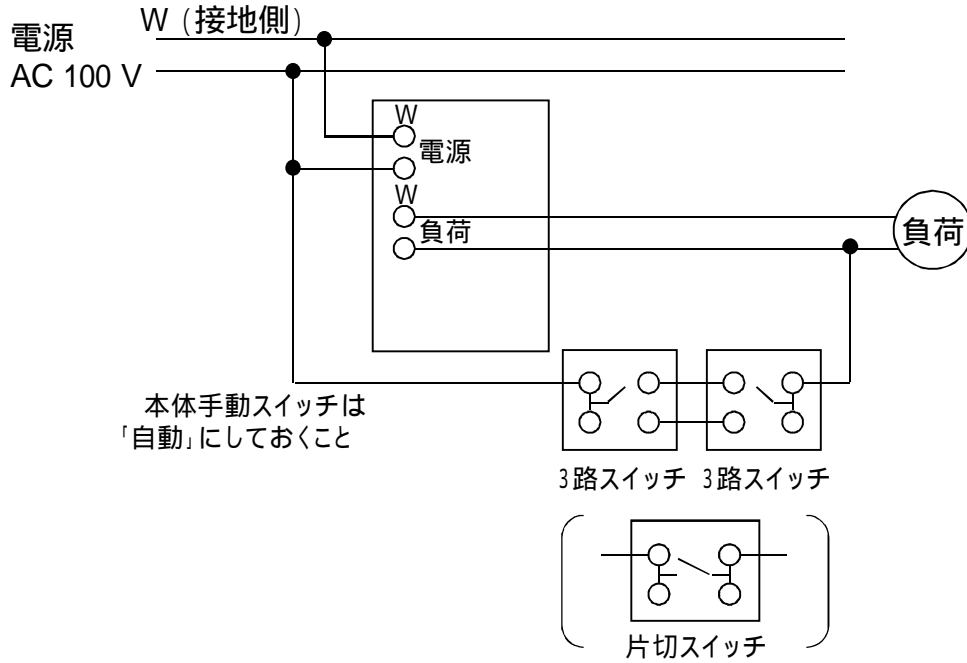 W (接地側)
電源
AC 100 V
W
電源
W
負荷
負荷
本体手動スイッチは
「自動」にしておくこと
3路スイッチ 3路スイッチ
片切スイッチ